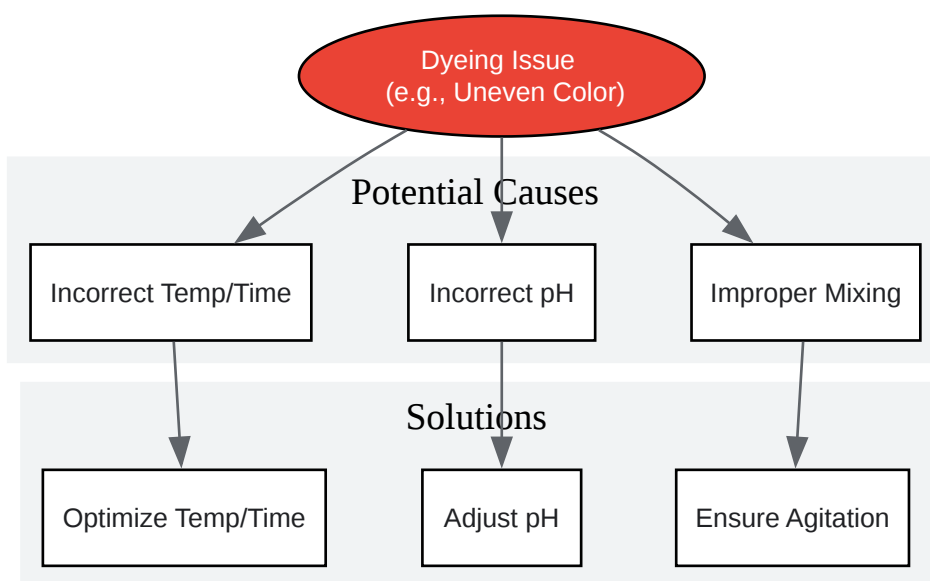 Dyeing Issue
(e.g., Uneven Color)
Potential Causes
Incorrect Temp/Time
Incorrect pH
Improper Mixing
Solutions
Optimize Temp/Time
Adjust pH
Ensure Agitation